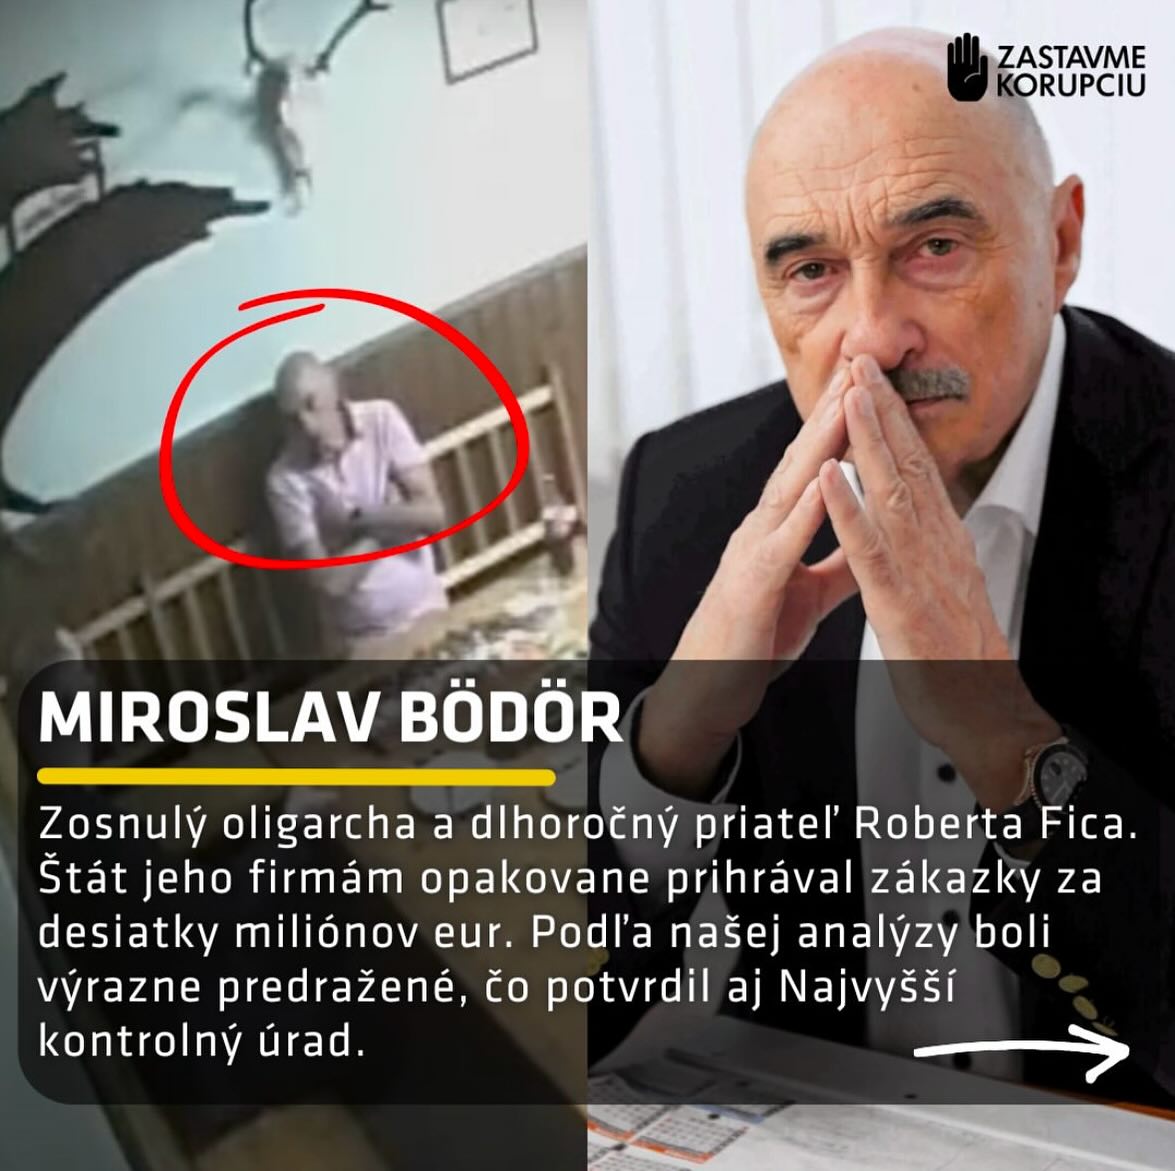 ZASTAVME
KORUPCIU
MIROSLAV BÖDÖR
Zosnulý oligarcha a dlhoročný priateľ Roberta Fica.
Štát jeho firmám opakovane prihrával zákazky za
desiatky miliónov eur. Podľa našej analýzy boli
výrazne predražené, čo potvrdil aj Najvyšší
kontrolný úrad.